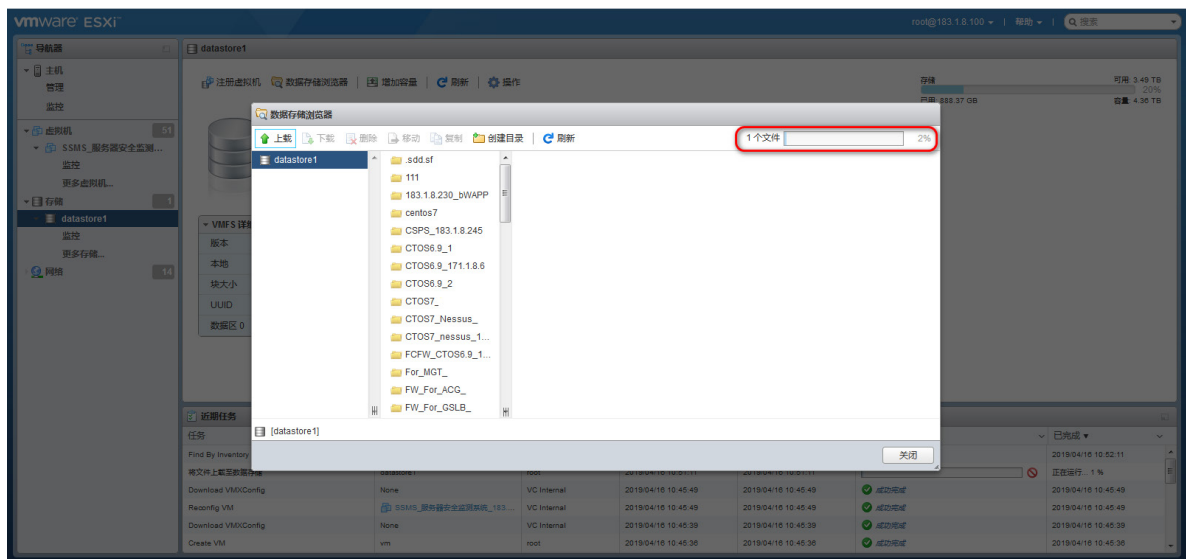 vmware ESXi
root@183.1.8.100 | 帮助 | 搜索
导航器 datastore1
主机
管理
监控
虚拟机 51
SSMS_服务器安全监测...
监控
更多虚拟机...
存储 1
datastore1
监控
更多存储...
网络 14
注册虚拟机 数据存储浏览器 | 增加容量 | 刷新 | 操作
存储 可用: 3.49 TB
20%
已用: 888.37 GB 容量: 4.36 TB
VMFS 详
版本
本地
块大小
UUID
数据区 0
数据存储浏览器
上载 下载 删除 移动 复制 创建目录 | 刷新 1 个文件 2%
datastore1
.sdd.sf
111
183.1.8.230_bWAPP
centos7
CSPS_183.1.8.245
CTOS6.9_1
CTOS6.9_171.1.8.6
CTOS6.9_2
CTOS7_
CTOS7_Nessus_
CTOS7_nessus_1...
FCFW_CTOS6.9_1...
For_MGT_
FW_For_ACG_
FW_For_GSLB_
[datastore1]
关闭
近期任务
任务 已完成
Find By Inventory 2019/04/16 10:52:11
将文件上载至数据存储 datastore1 root 2019/04/16 10:51:11 2019/04/16 10:51:11 正在运行... 1 %
Download VMXConfig None VC Internal 2019/04/16 10:45:49 2019/04/16 10:45:49 成功完成 2019/04/16 10:45:49
Reconfig VM SSMS_服务器安全监测系统_183.... VC Internal 2019/04/16 10:45:49 2019/04/16 10:45:49 成功完成 2019/04/16 10:45:49
Download VMXConfig None VC Internal 2019/04/16 10:45:39 2019/04/16 10:45:39 成功完成 2019/04/16 10:45:39
Create VM vm root 2019/04/16 10:45:36 2019/04/16 10:45:36 成功完成 2019/04/16 10:45:36